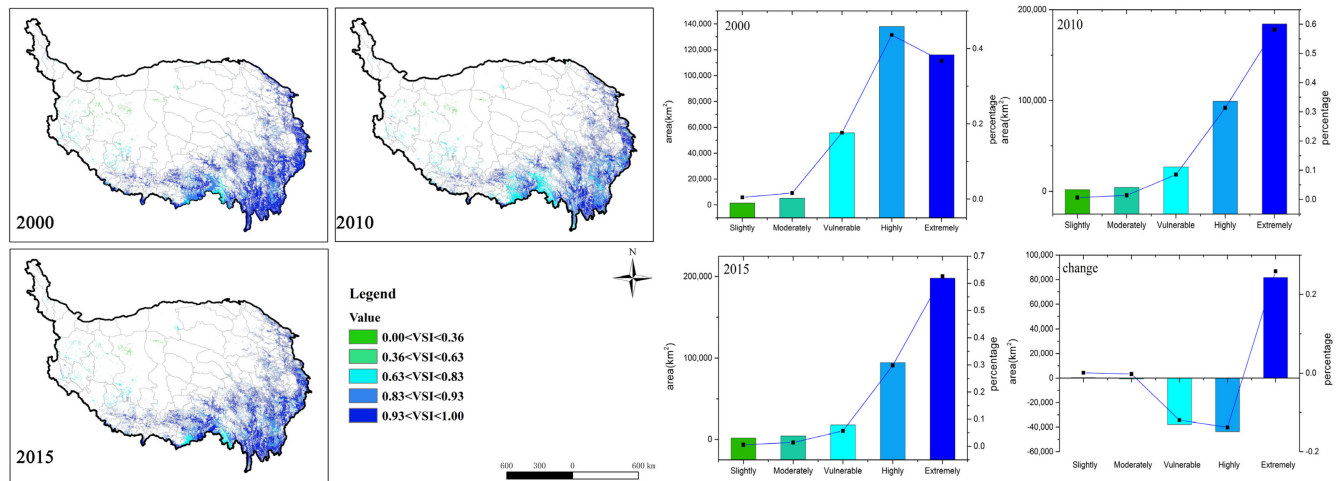 2000
2010
2015
N
Legend
Value
0.00<VSI<0.36
0.36<VSI<0.63
0.63<VSI<0.83
0.83<VSI<0.93
0.93<VSI<1.00
600 300 0 600 km
2000
140,000
120,000
100,000
80,000
60,000
40,000
20,000
0
area(km²)
0.4
0.2
0.0
percentage
Slightly Moderately Vulnerable Highly Extremely
2010
200,000
100,000
0
area(km²)
0.6
0.5
0.4
0.3
0.2
0.1
0.0
percentage
Slightly Moderately Vulnerable Highly Extremely
2015
200,000
100,000
0
area(km²)
0.7
0.6
0.5
0.4
0.3
0.2
0.1
0.0
percentage
Slightly Moderately Vulnerable Highly Extremely
change
100,000
80,000
60,000
40,000
20,000
0
-20,000
-40,000
-60,000
area(km²)
0.2
0.0
-0.2
percentage
Slightly Moderately Vulnerable Highly Extremely